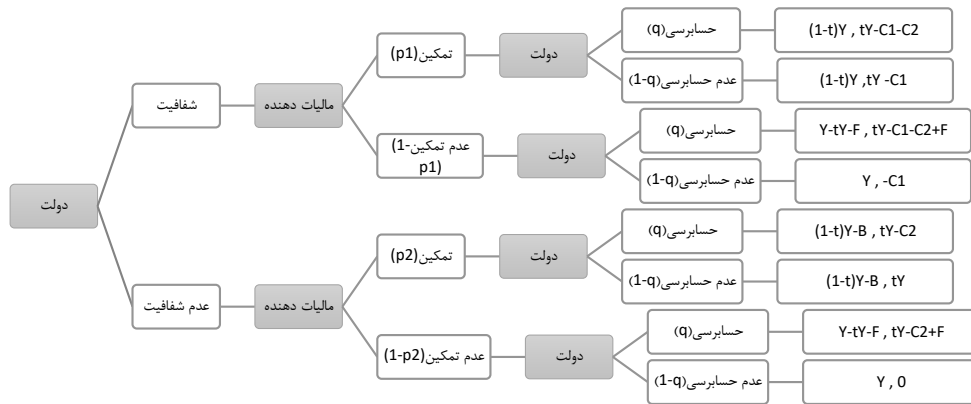 دولت
شفافیت
مالیات دهنده
تمکین(p1)
دولت
حسابرسی(q)
(1-t)Y , tY-C1-C2
عدم حسابرسی(1-q)
(1-t)Y ,tY -C1
عدم تمکین(1-
p1)
دولت
حسابرسی(q)
Y-tY-F , tY-C1-C2+F
عدم حسابرسی(1-q)
Y , -C1
عدم شفافیت
مالیات دهنده
تمکین(p2)
دولت
حسابرسی(q)
(1-t)Y-B , tY-C2
عدم حسابرسی(1-q)
(1-t)Y-B , tY
عدم تمکین(1-p2)
دولت
حسابرسی(q)
Y-tY-F , tY-C2+F
عدم حسابرسی(1-q)
Y , 0